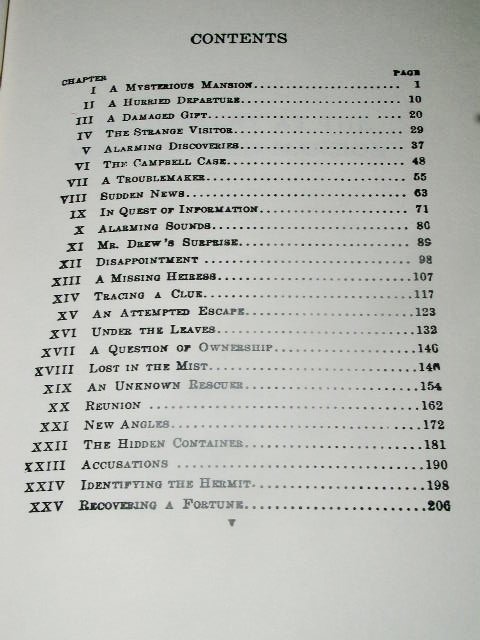 CONTENTS
CHAPTER PAGE
I A MYSTERIOUS MANSION 1
II A HURRIED DEPARTURE 10
III A DAMAGED GIFT 20
IV THE STRANGE VISITOR 29
V ALARMING DISCOVERIES 37
VI THE CAMPBELL CASE 48
VII A TROUBLEMAKER 55
VIII SUDDEN NEWS 63
IX IN QUEST OF INFORMATION 71
X ALARMING SOUNDS 80
XI MR. DREW'S SURPRISE 89
XII DISAPPOINTMENT 98
XIII A MISSING HEIRESS 107
XIV TRACING A CLUE 117
XV AN ATTEMPTED ESCAPE 123
XVI UNDER THE LEAVES 132
XVII A QUESTION OF OWNERSHIP 140
XVIII LOST IN THE MIST
XIX AN UNKNOWN RESCUER 154
XX REUNION 162
XXI NEW ANGLES 172
XXII THE HIDDEN CONTAINER 181
XXIII ACCUSATIONS 190
XXIV IDENTIFYING THE HERMIT 198
XXV RECOVERING A FORTUNE 206
v